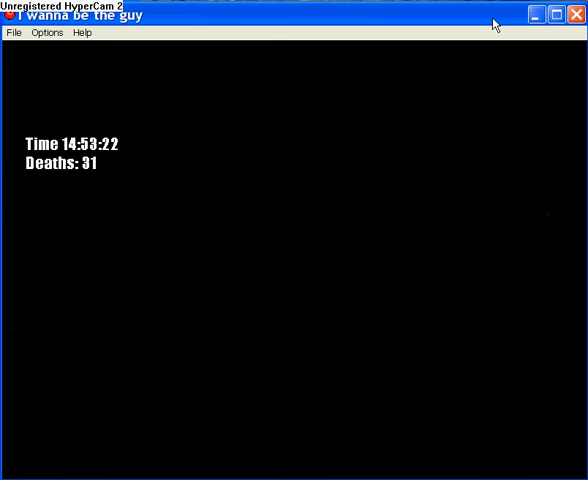 Unregistered HyperCam 2
I wanna be the guy
File Options Help
Time 14:53:22
Deaths: 31